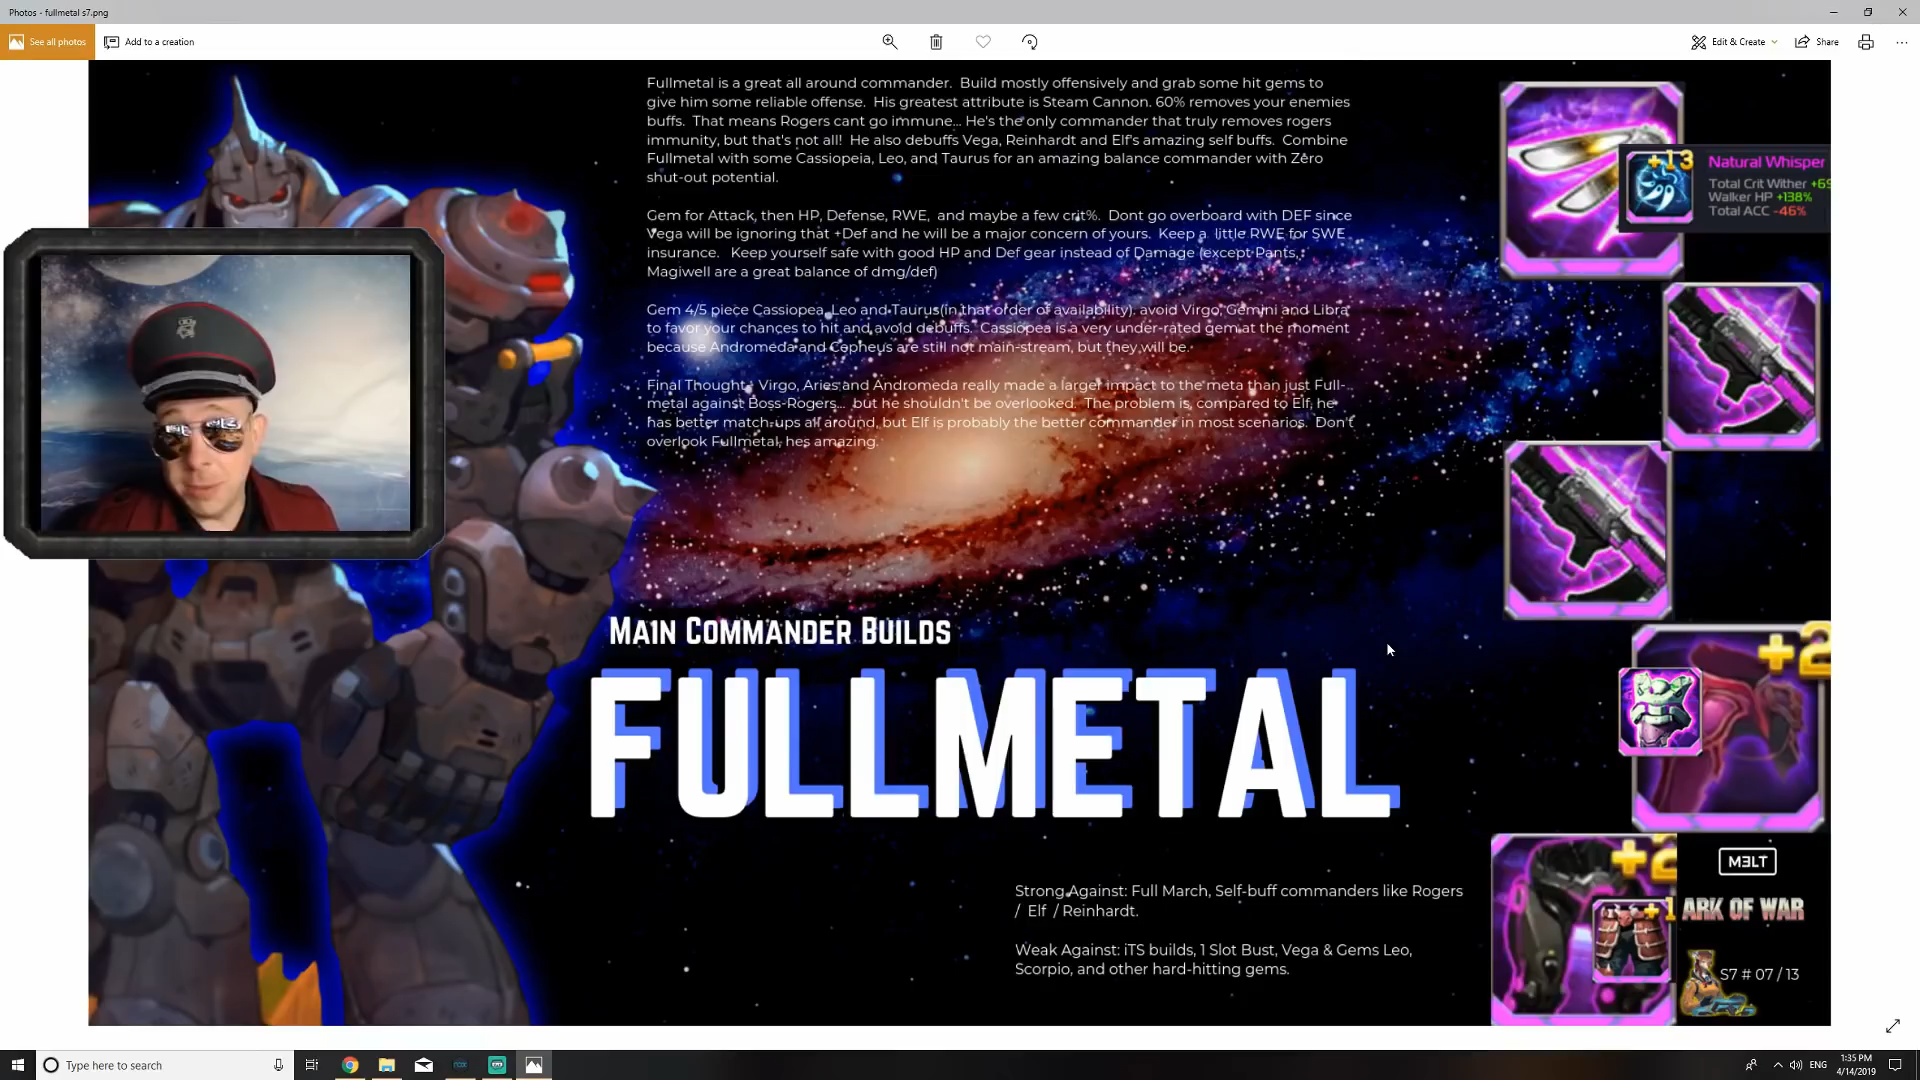 Photos - fullmetal s7.png
See all photos
Add to a creation
Edit & Create
Share
Fullmetal is a great all around commander. Build mostly offensively and grab some hit gems to
give him some reliable offense. His greatest attribute is Steam Cannon. 60% removes your enemies
buffs. That means Rogers cant go immune... He's the only commander that truly removes rogers
immunity, but that's not all! He also debuffs Vega, Reinhardt and Elf's amazing self buffs. Combine
Fullmetal with some Cassiopeia, Leo, and Taurus for an amazing balance commander with Zero
shut-out potential.
Gem for Attack, then HP, Defense, RWE, and maybe a few crit%. Dont go overboard with DEF since
Vega will be ignoring that +Def and he will be a major concern of yours. Keep a little RWE for SWE
insurance. Keep yourself safe with good HP and Def gear instead of Damage (except Pants,
Magiwell are a great balance of dmg/def)
Gem 4/5 piece Cassiopea, Leo and Taurus(in that order of availability). avoid Virgo, Gemini and Libra
to favor your chances to hit and avoid debuffs. Cassiopea is a very under-rated gem at the moment
because Andromeda and Cepheus are still not main-stream, but they will be.
Final Thought: Virgo, Aries and Andromeda really made a larger impact to the meta than just Full-
metal against Boss-Rogers... but he shouldn't be overlooked. The problem is, compared to Elf, he
has better match-ups all around, but Elf is probably the better commander in most scenarios. Don't
overlook Fullmetal, hes amazing.
+13
Natural Whisper
Total Crit Wither +69
Walker HP +138%
Total ACC -46%
MAIN COMMANDER BUILDS
FULLMETAL
+2
+2
+1
Strong Against: Full March, Self-buff commanders like Rogers
/ Elf / Reinhardt.
Weak Against: iTS builds, 1 Slot Bust, Vega & Gems Leo,
Scorpio, and other hard-hitting gems.
M3LT
ARK OF WAR
S7 # 07 / 13
Type here to search
ENG
1:35 PM
4/14/2019